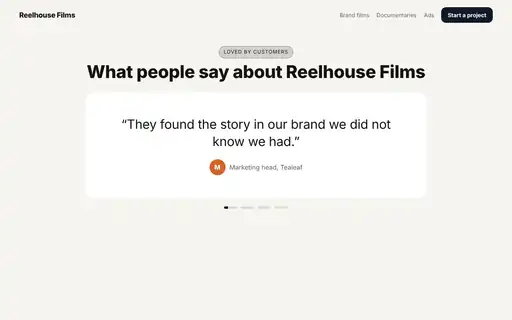 Reelhouse Films
Brand films Documentaries Ads Start a project
LOVED BY CUSTOMERS
What people say about Reelhouse Films
“They found the story in our brand we did not
know we had.”
M Marketing head, Tealeaf